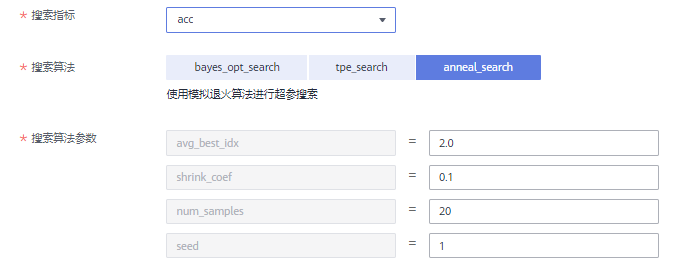 * 搜索指标 acc
* 搜索算法 bayes_opt_search tpe_search anneal_search
使用模拟退火算法进行超参搜索
* 搜索算法参数 avg_best_idx = 2.0
shrink_coef = 0.1
num_samples = 20
seed = 1